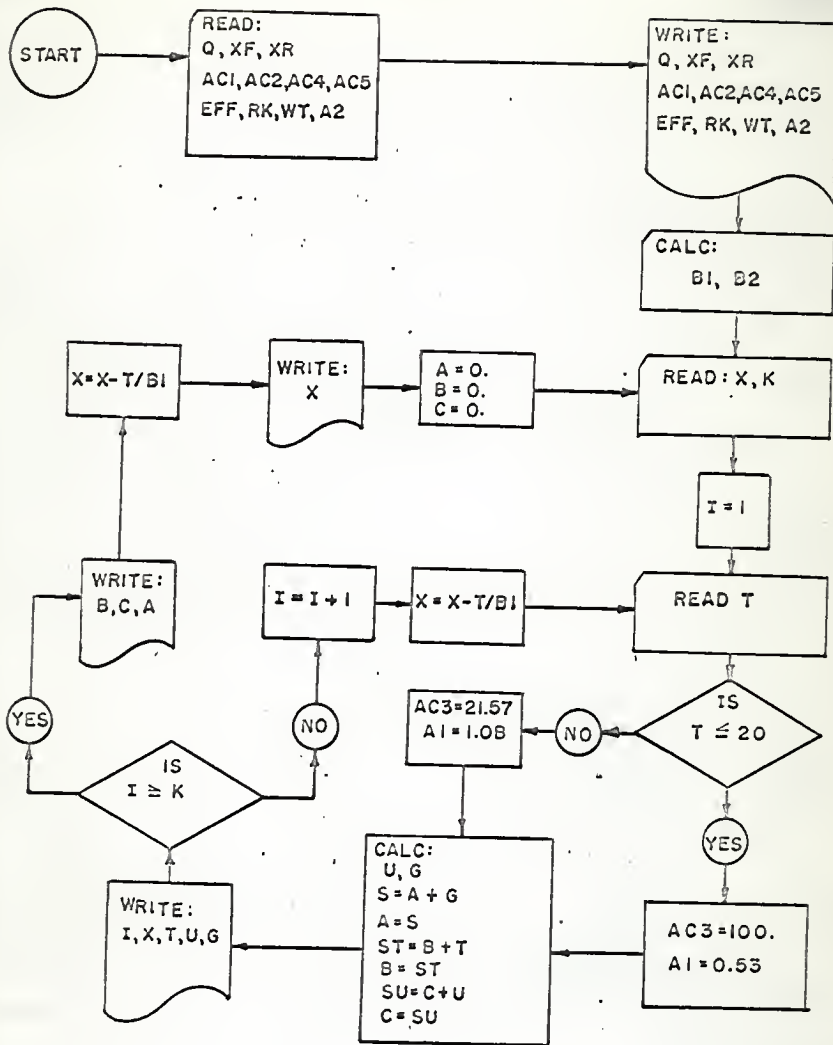 START
READ:
Q, XF, XR
AC1, AC2, AC4, AC5
EFF, RK, WT, A2
WRITE:
Q, XF, XR
AC1, AC2, AC4, AC5
EFF, RK, WT, A2
CALC:
B1, B2
X=X-T/B1
WRITE:
X
A = 0.
B = 0.
C = 0.
READ: X, K
I = 1
WRITE:
B, C, A
I = I + 1
X = X-T/B1
READ T
YES
NO
AC3=21.57
A1=1.08
NO
IS
T ≤ 20
IS
I ≥ K
YES
CALC:
U, G
S = A + G
A = S
ST = B + T
B = ST
SU = C + U
C = SU
WRITE:
I, X, T, U, G
AC3=100.
A1=0.53